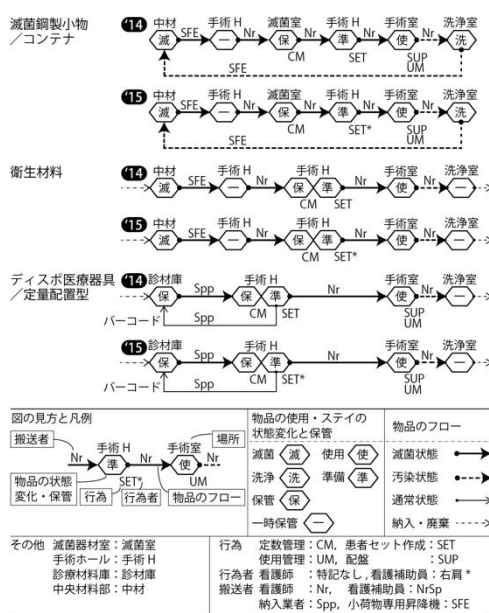 滅菌鋼製小物
／コンテナ
⓮ 中材 手術 H 滅菌室 手術 H 手術室 洗浄室
滅 SFE 一 Nr 保 Nr 準 Nr 使 Nr 洗
CM SET SUP
UM
SFE
⓯ 中材 手術 H 滅菌室 手術 H 手術室 洗浄室
滅 SFE 一 Nr 保 Nr 準 Nr 使 Nr 洗
CM SET* SUP
UM
SFE
衛生材料
⓮ 中材 手術 H 手術 H 手術室 洗浄室
滅 SFE 一 Nr 保 準 Nr 使 Nr 一
CM SET
⓯ 中材 手術 H 手術 H 手術室 洗浄室
滅 SFE 一 Nr 保 準 Nr 使 Nr 一
CM SET*
ディスポ医療器具
／定量配置型
⓮ 診材庫 手術 H 手術室 洗浄室
保 Spp 保 準 Nr 使 Nr 一
CM SET SUP
UM
バーコード Spp
⓯ 診材庫 手術 H 手術室 洗浄室
保 Spp 保 準 Nr 使 Nr 一
CM SET* SUP
UM
バーコード Spp
図の見方と凡例
搬送者 場所
手術 H 手術室
Nr 準 Nr 使 Nr
SET* UM
物品の状態
変化・保管
行為 行為者 物品のフロー
物品の使用・ステイの
状態変化と保管
滅菌 滅 使用 使
洗浄 洗 準備 準
保管 保
一時保管 一
物品のフロー
滅菌状態
汚染状態
通常状態
納入・廃棄
その他 滅菌器材室：滅菌室
手術ホール：手術 H
診療材料庫：診材庫
中央材料部：中材
行為 定数管理：CM, 患者セット作成：SET
使用管理：UM, 配盤 ：SUP
行為者 看護師 ：特記なし , 看護補助員：右肩 *
搬送者 看護師 ：Nr, 看護補助員：NrSp
納入業者：Spp, 小荷物専用昇降機：SFE